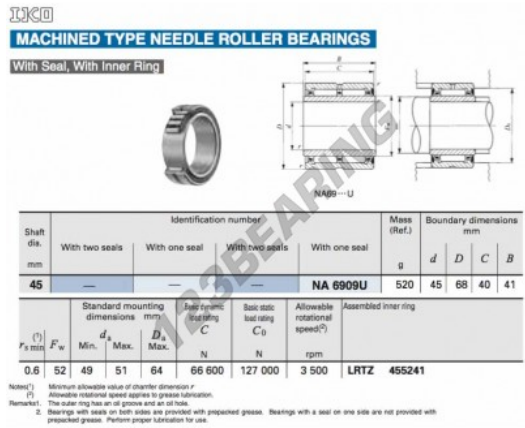 IKO
MACHINED TYPE NEEDLE ROLLER BEARINGS
With Seal, With Inner Ring
B
C
D
d
NA69···U
123BEARING
Shaft dia. mm
Identification number
Mass (Ref.) g
Boundary dimensions mm
With two seals With one seal With two seals With one seal
d D C B
45 — — — NA 6909U 520 45 68 40 41
Standard mounting dimensions mm
Basic dynamic load rating
Basic static load rating
Allowable rotational speed(2)
Assembled inner ring
(1) rs min Fw da Min. Max. Da Max. C N C0 N rpm
0.6 52 49 51 64 66 600 127 000 3 500 LRTZ 455241
Notes(1) Minimum allowable value of chamfer dimension r
(2) Allowable rotational speed applies to grease lubrication.
Remarks1. The outer ring has an oil groove and an oil hole.
2. Bearings with seals on both sides are provided with prepacked grease. Bearings with a seal on one side are not provided with
prepacked grease. Perform proper lubrication for use.